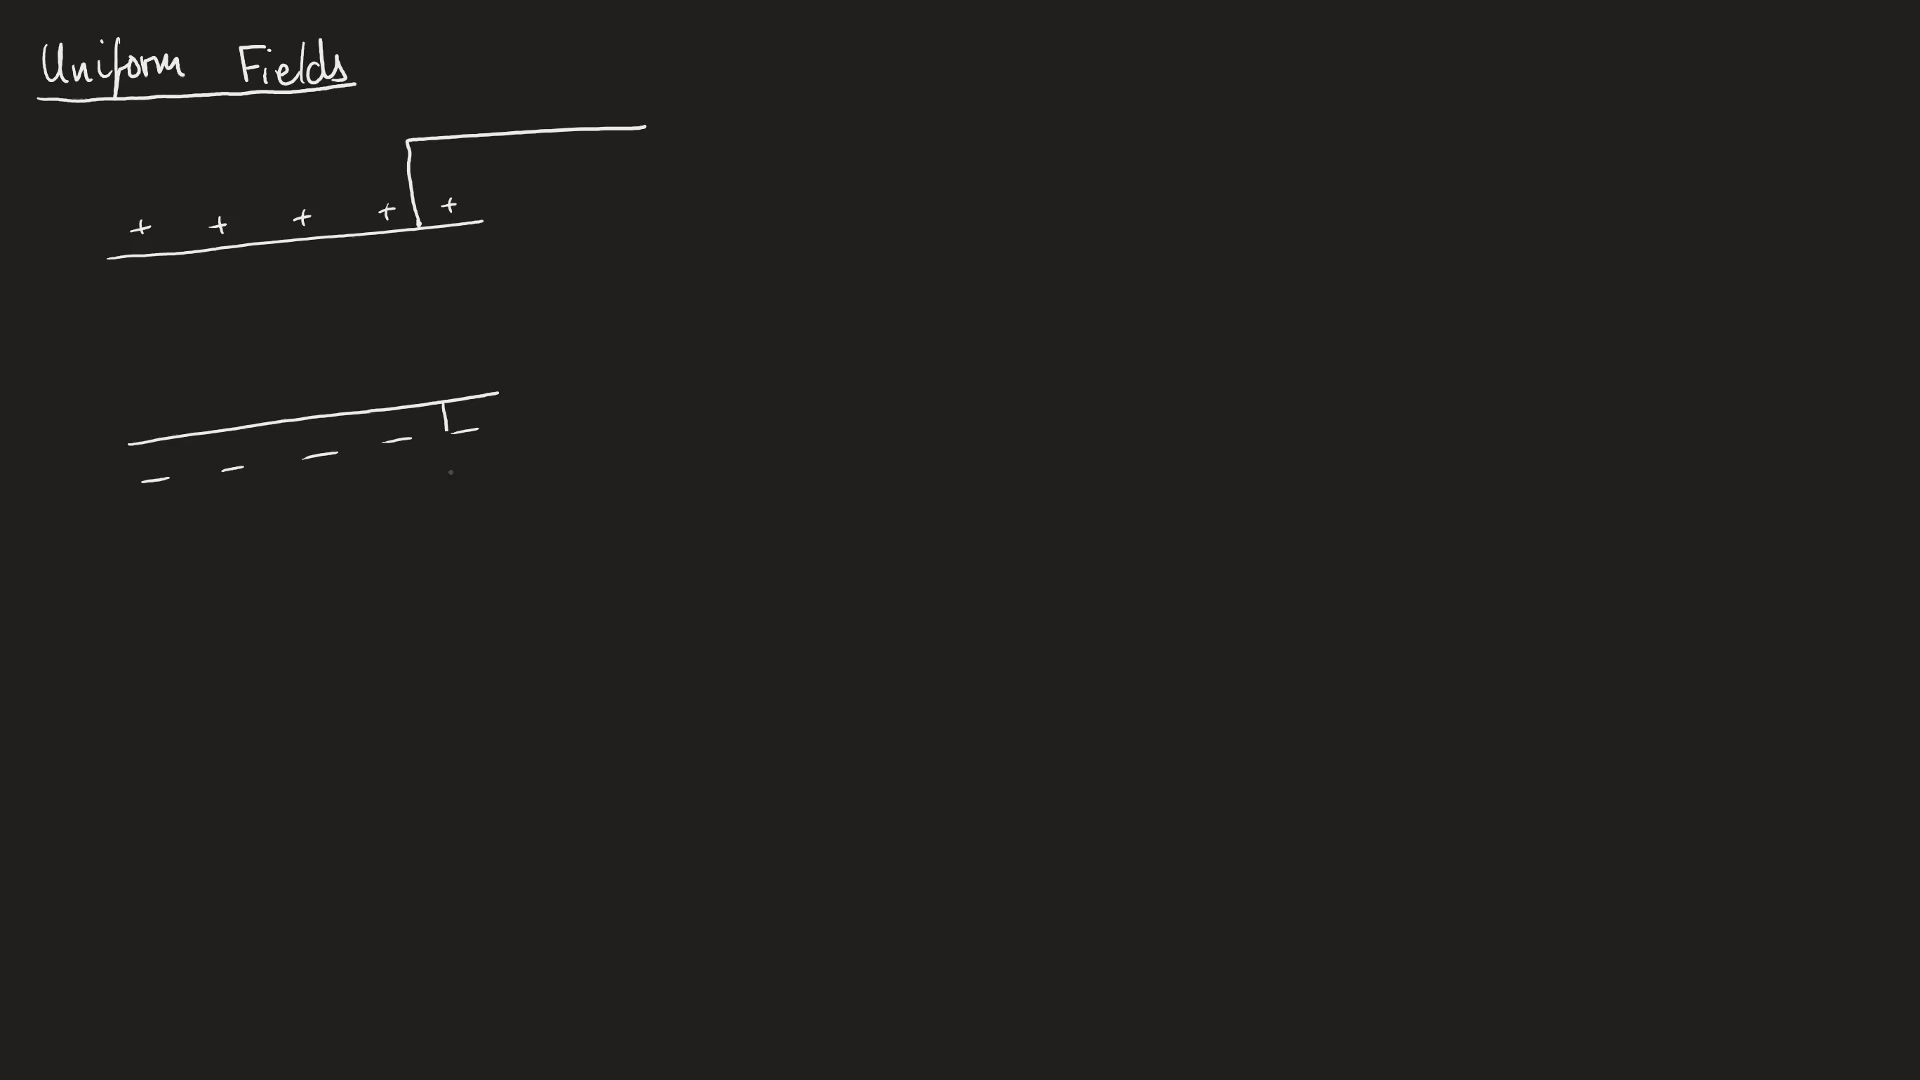 Uniform Fields
+ + + + +
− − − − −